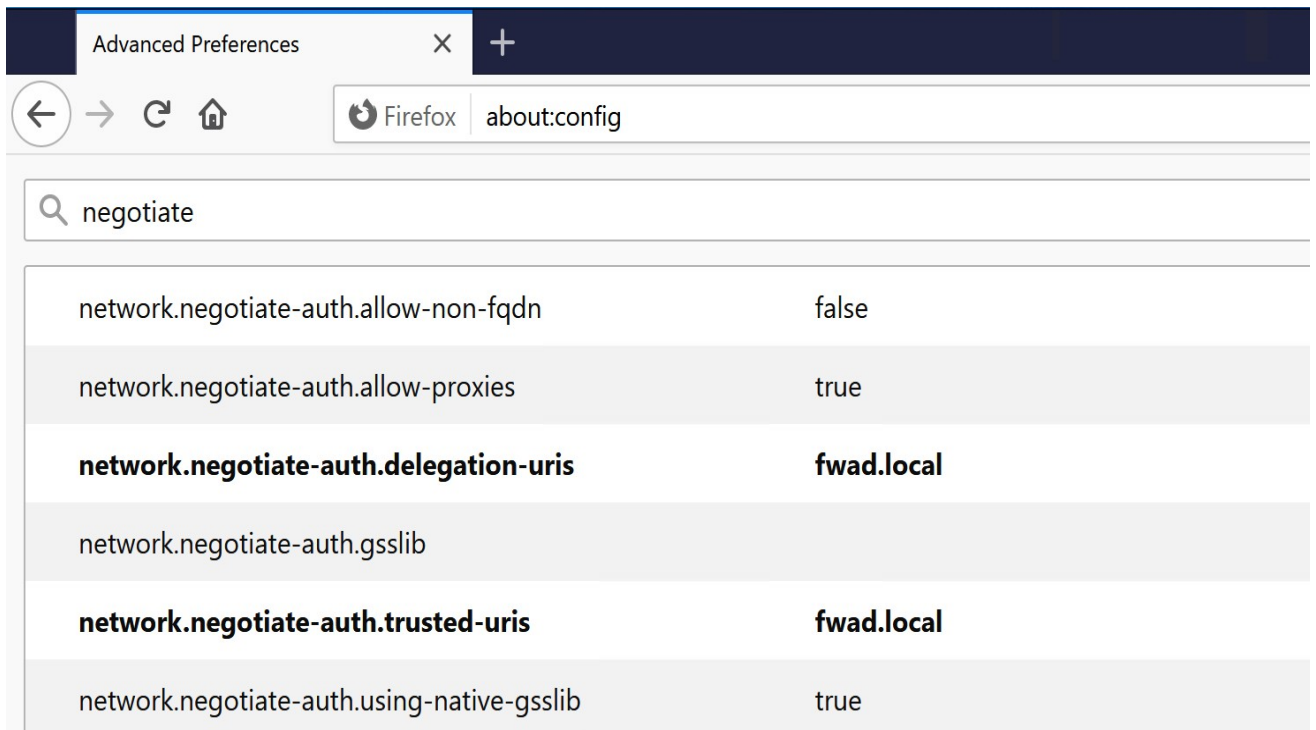 Advanced Preferences
Firefox about:config
negotiate
network.negotiate-auth.allow-non-fqdn false
network.negotiate-auth.allow-proxies true
network.negotiate-auth.delegation-uris fwad.local
network.negotiate-auth.gsslib
network.negotiate-auth.trusted-uris fwad.local
network.negotiate-auth.using-native-gsslib true